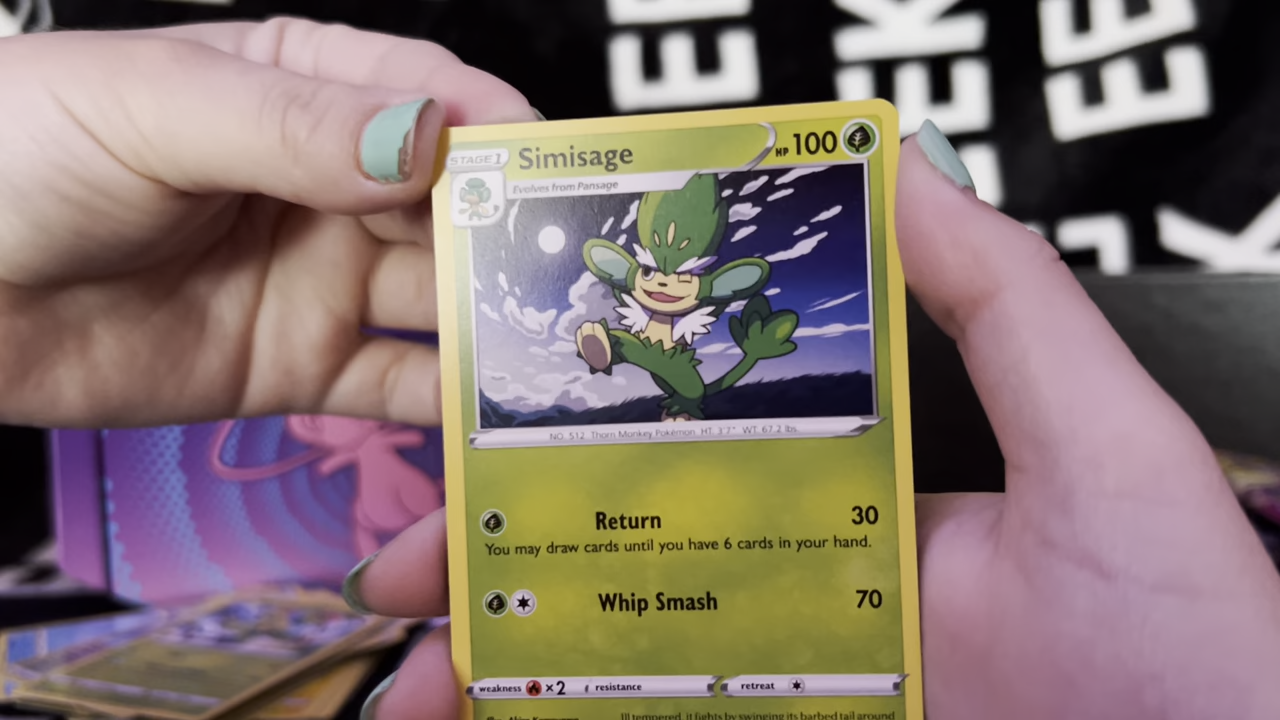 STAGE 1
Simisage
HP 100
Evolves from Pansage
NO. 512 Thorn Monkey Pokémon HT. 3'7" WT. 67.2 lbs.
Return 30
You may draw cards until you have 6 cards in your hand.
Whip Smash 70
weakness ×2 resistance retreat
Ill tempered, it fights by swinging its barbed tail around